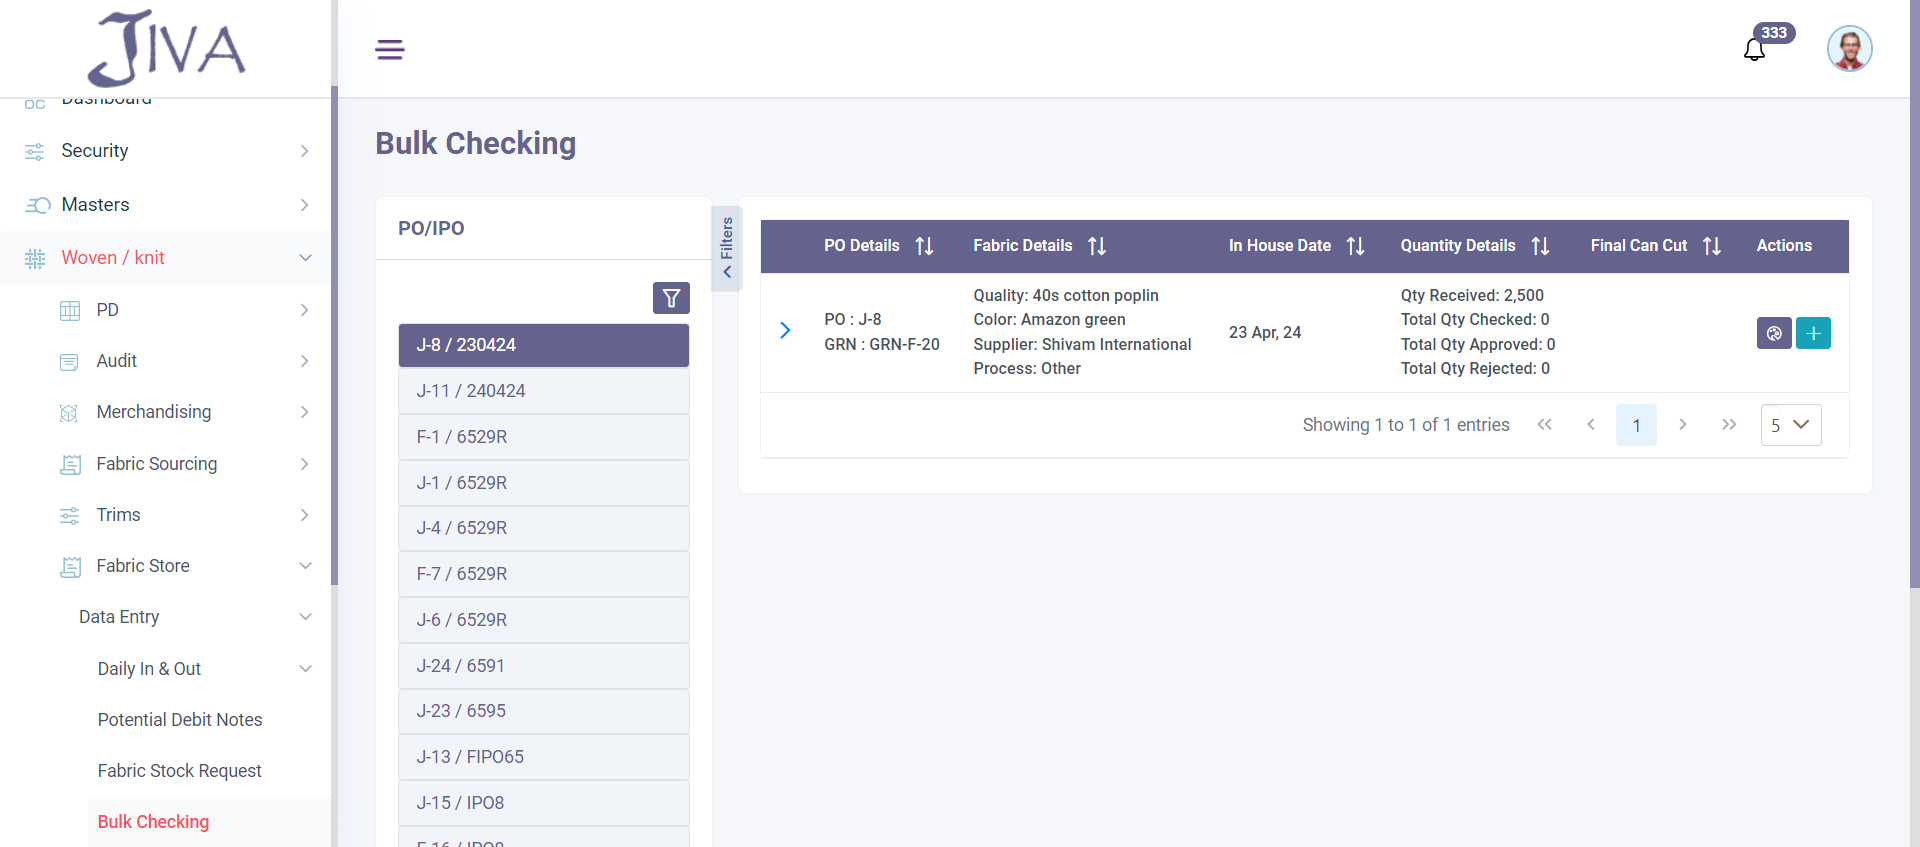 JIVA
333
Dashboard
Security
Masters
Woven / knit
PD
Audit
Merchandising
Fabric Sourcing
Trims
Fabric Store
Data Entry
Daily In & Out
Potential Debit Notes
Fabric Stock Request
Bulk Checking
Bulk Checking
PO/IPO
J-8 / 230424
J-11 / 240424
F-1 / 6529R
J-1 / 6529R
J-4 / 6529R
F-7 / 6529R
J-6 / 6529R
J-24 / 6591
J-23 / 6595
J-13 / FIPO65
J-15 / IPO8
F-16 / IPO8
Filters
PO Details Fabric Details In House Date Quantity Details Final Can Cut Actions
PO : J-8
GRN : GRN-F-20
Quality: 40s cotton poplin
Color: Amazon green
Supplier: Shivam International
Process: Other
23 Apr, 24
Qty Received: 2,500
Total Qty Checked: 0
Total Qty Approved: 0
Total Qty Rejected: 0
Showing 1 to 1 of 1 entries
1
5